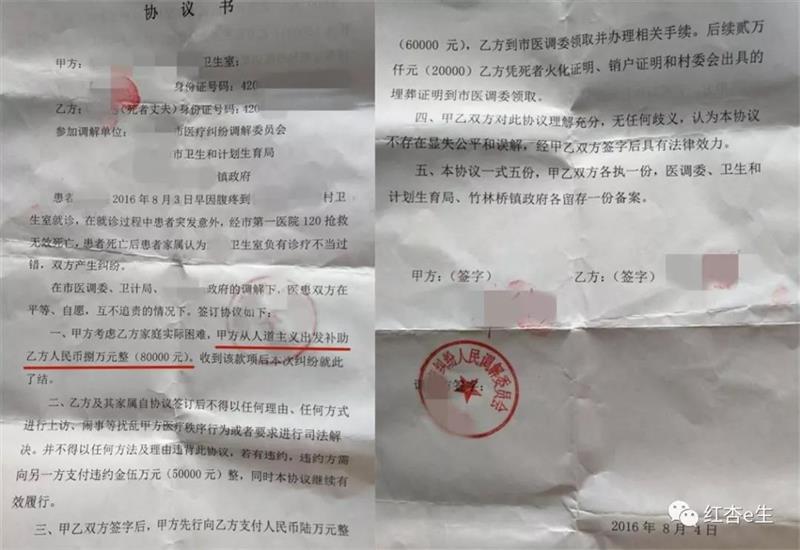 协议书
甲方： 卫生室：
身份证号码：420
乙方： （死者丈夫）身份证号码：420
参加调解单位： 市医疗纠纷调解委员会
市卫生和计划生育局
镇政府
患者 2016年8月3日早因腹疼到 村卫
生室就诊，在就诊过程中患者突发意外，经市第一医院120抢救
无效死亡，患者死亡后患者家属认为 卫生室负有诊疗不当过
错，双方产生纠纷。
在市医调委、卫计局、 政府的调解下，医患双方在
平等、自愿，互不追责的情况下。签订协议如下：
一、甲方考虑乙方家庭实际困难，甲方从人道主义出发补助
乙方人民币捌万元整（80000元）。收到该款项后本次纠纷就此
了结。
二、乙方及其家属自协议签订后不得以任何理由、任何方式
进行上访、闹事等扰乱甲方医疗秩序行为或者要求进行司法解
决。并不得以任何方法及理由违背此协议，若有违约，违约方需
向另一方支付违约金伍万元（50000元）整，同时本协议继续有
效履行。
三、甲乙双方签字后，甲方先行向乙方支付人民币陆万元整
（60000元），乙方到市医调委领取并办理相关手续。后续贰万
仟元（20000）乙方凭死者火化证明、销户证明和村委会出具的
埋葬证明到市医调委领取。
四、甲乙双方对此协议理解充分，无任何歧义，认为本协议
不存在显失公平和误解，经甲乙双方签字后具有法律效力。
五、本协议一式五份，甲乙双方各执一份，医调委、卫生和
计划生育局、竹林桥镇政府各留存一份备案。
甲方：（签字） 乙方：（签字）
签字：
纠纷人民调解委员会
2016年8月4日
红杏e生